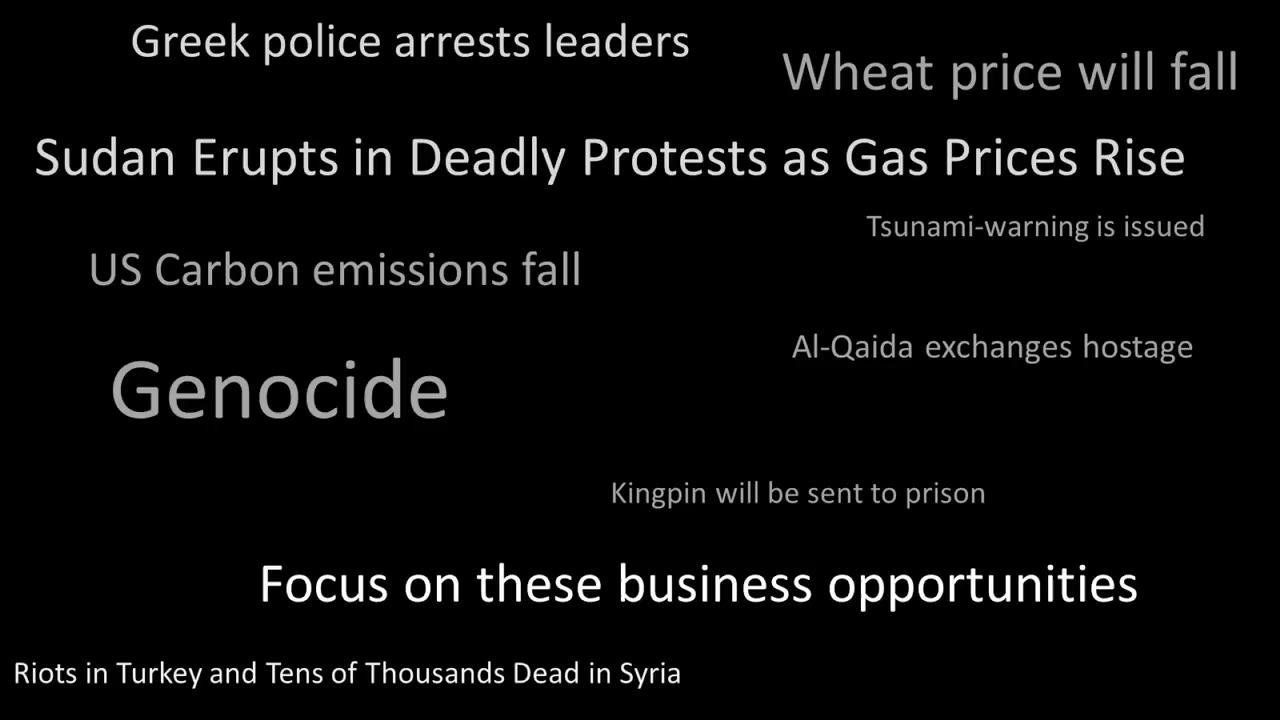 Greek police arrests leaders
Wheat price will fall
Sudan Erupts in Deadly Protests as Gas Prices Rise
Tsunami-warning is issued
US Carbon emissions fall
Al-Qaida exchanges hostage
Genocide
Kingpin will be sent to prison
Focus on these business opportunities
Riots in Turkey and Tens of Thousands Dead in Syria